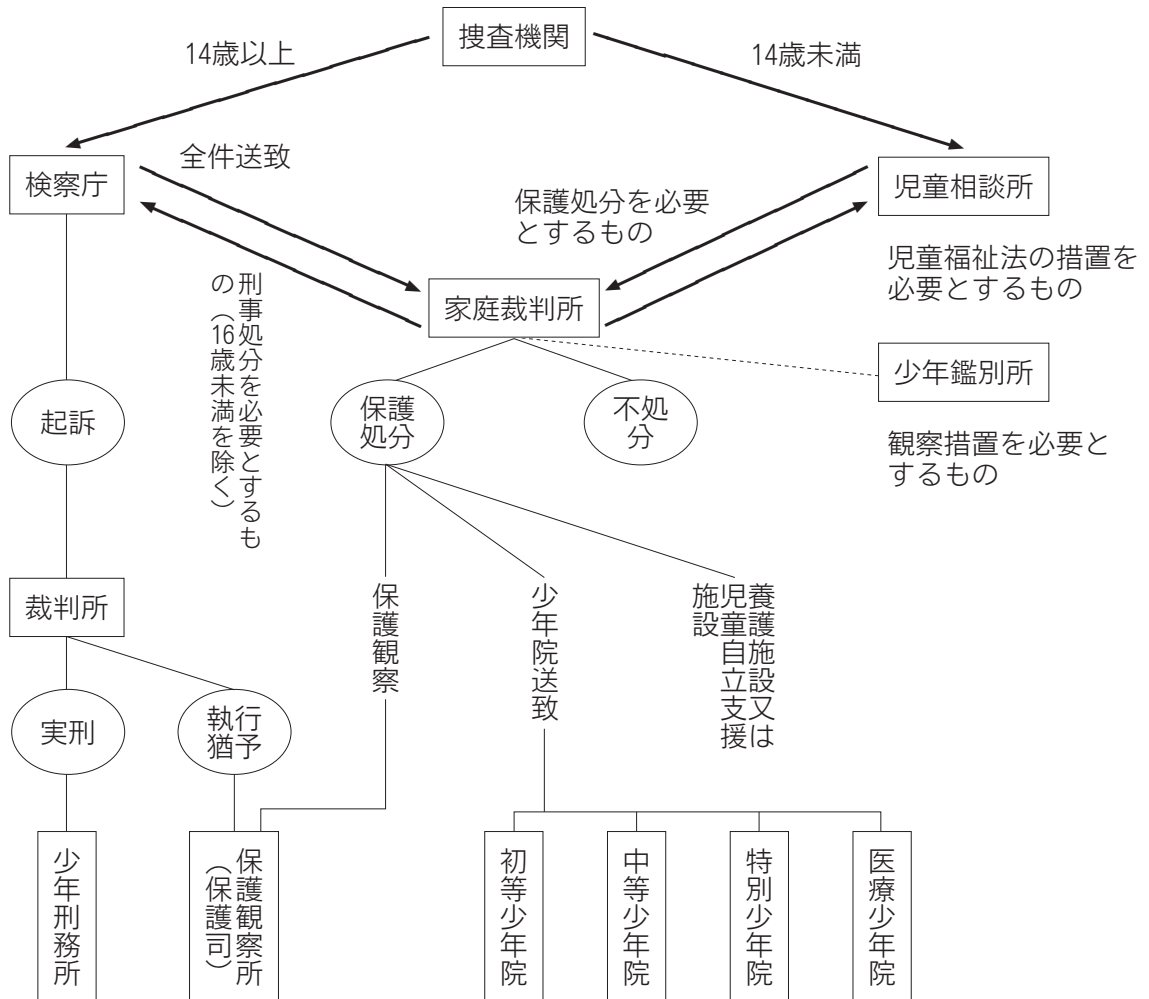 捜査機関
14歳以上
14歳未満
検察庁
全件送致
保護処分を必要
とするもの
児童相談所
児童福祉法の措置を
必要とするもの
刑事処分を必要とするも
の（16歳未満を除く）
家庭裁判所
少年鑑別所
観察措置を必要と
するもの
起訴
保護
処分
不処
分
裁判所
保護観察
少年院送致
養護施設又は
児童自立支援
施設
実刑
執行
猶予
少年刑務所
保護観察所
（保護司）
初等少年院
中等少年院
特別少年院
医療少年院